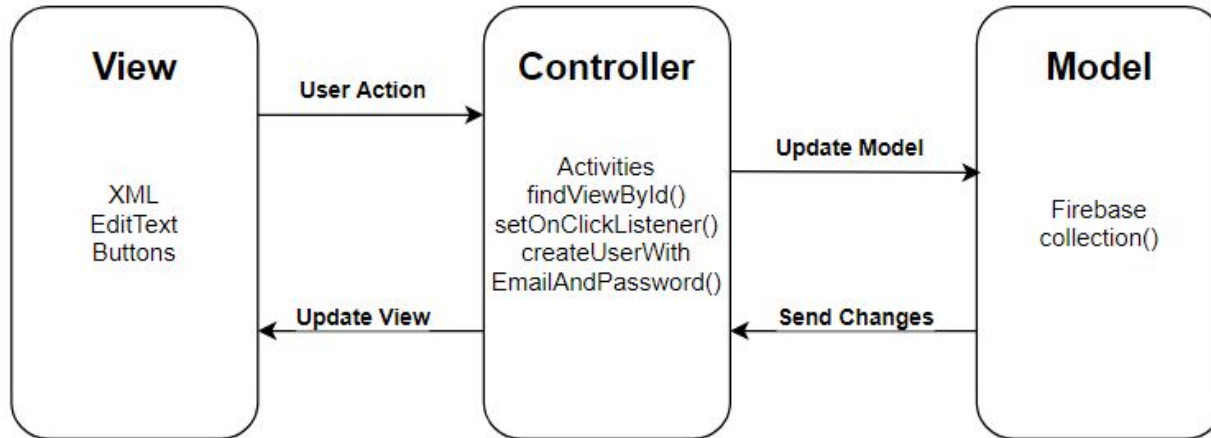 View
XML
EditText
Buttons
User Action
Update View
Controller
Activities
findViewById()
setOnClickListener()
createUserWith
EmailAndPassword()
Update Model
Send Changes
Model
Firebase
collection()